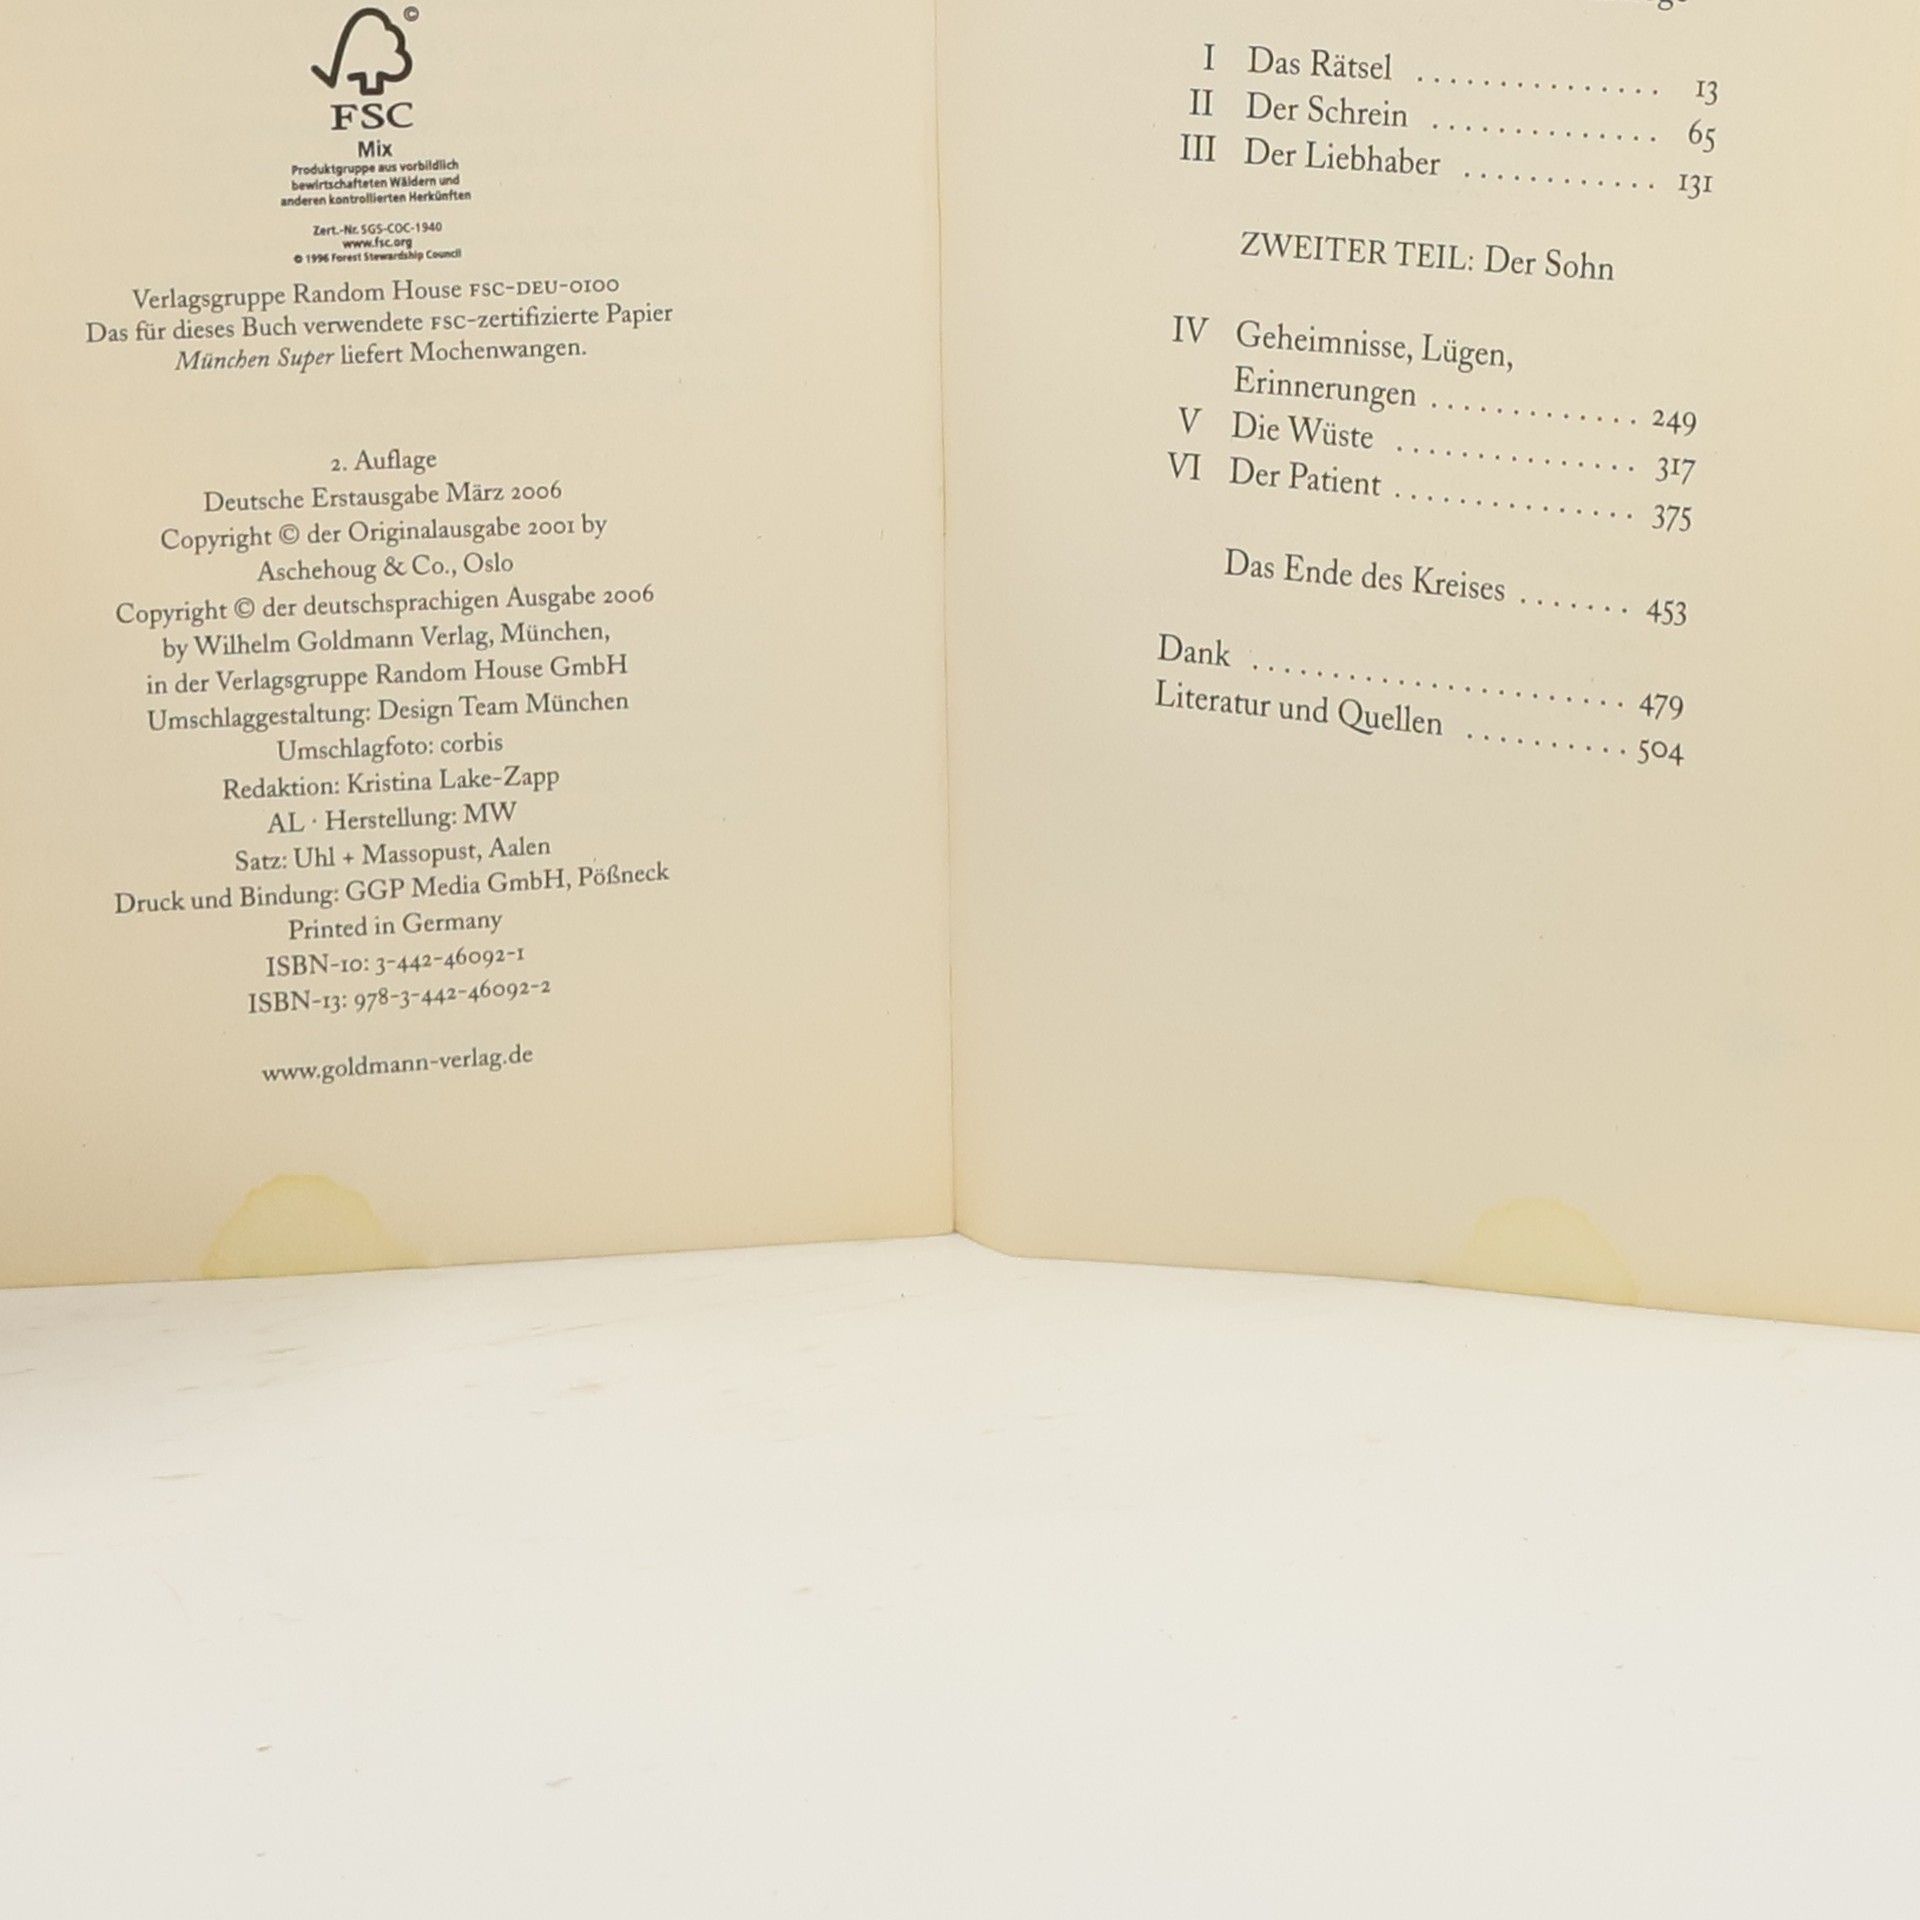 ©
FSC
Mix
Produktgruppe aus vorbildlich
bewirtschafteten Wäldern und
anderen kontrollierten Herkünften
Zert.-Nr. SGS-COC-1940
www.fsc.org
© 1996 Forest Stewardship Council
Verlagsgruppe Random House FSC-DEU-0100
Das für dieses Buch verwendete FSC-zertifizierte Papier
München Super liefert Mochenwangen.
2. Auflage
Deutsche Erstausgabe März 2006
Copyright © der Originalausgabe 2001 by
Aschehoug & Co., Oslo
Copyright © der deutschsprachigen Ausgabe 2006
by Wilhelm Goldmann Verlag, München,
in der Verlagsgruppe Random House GmbH
Umschlaggestaltung: Design Team München
Umschlagfoto: corbis
Redaktion: Kristina Lake-Zapp
AL · Herstellung: MW
Satz: Uhl + Massopust, Aalen
Druck und Bindung: GGP Media GmbH, Pößneck
Printed in Germany
ISBN-10: 3-442-46092-1
ISBN-13: 978-3-442-46092-2
www.goldmann-verlag.de
I Das Rätsel ............... 13
II Der Schrein .............. 65
III Der Liebhaber ............ 131
ZWEITER TEIL: Der Sohn
IV Geheimnisse, Lügen,
Erinnerungen ............. 249
V Die Wüste ............... 317
VI Der Patient ............... 375
Das Ende des Kreises ....... 453
Dank ........................ 479
Literatur und Quellen .......... 504